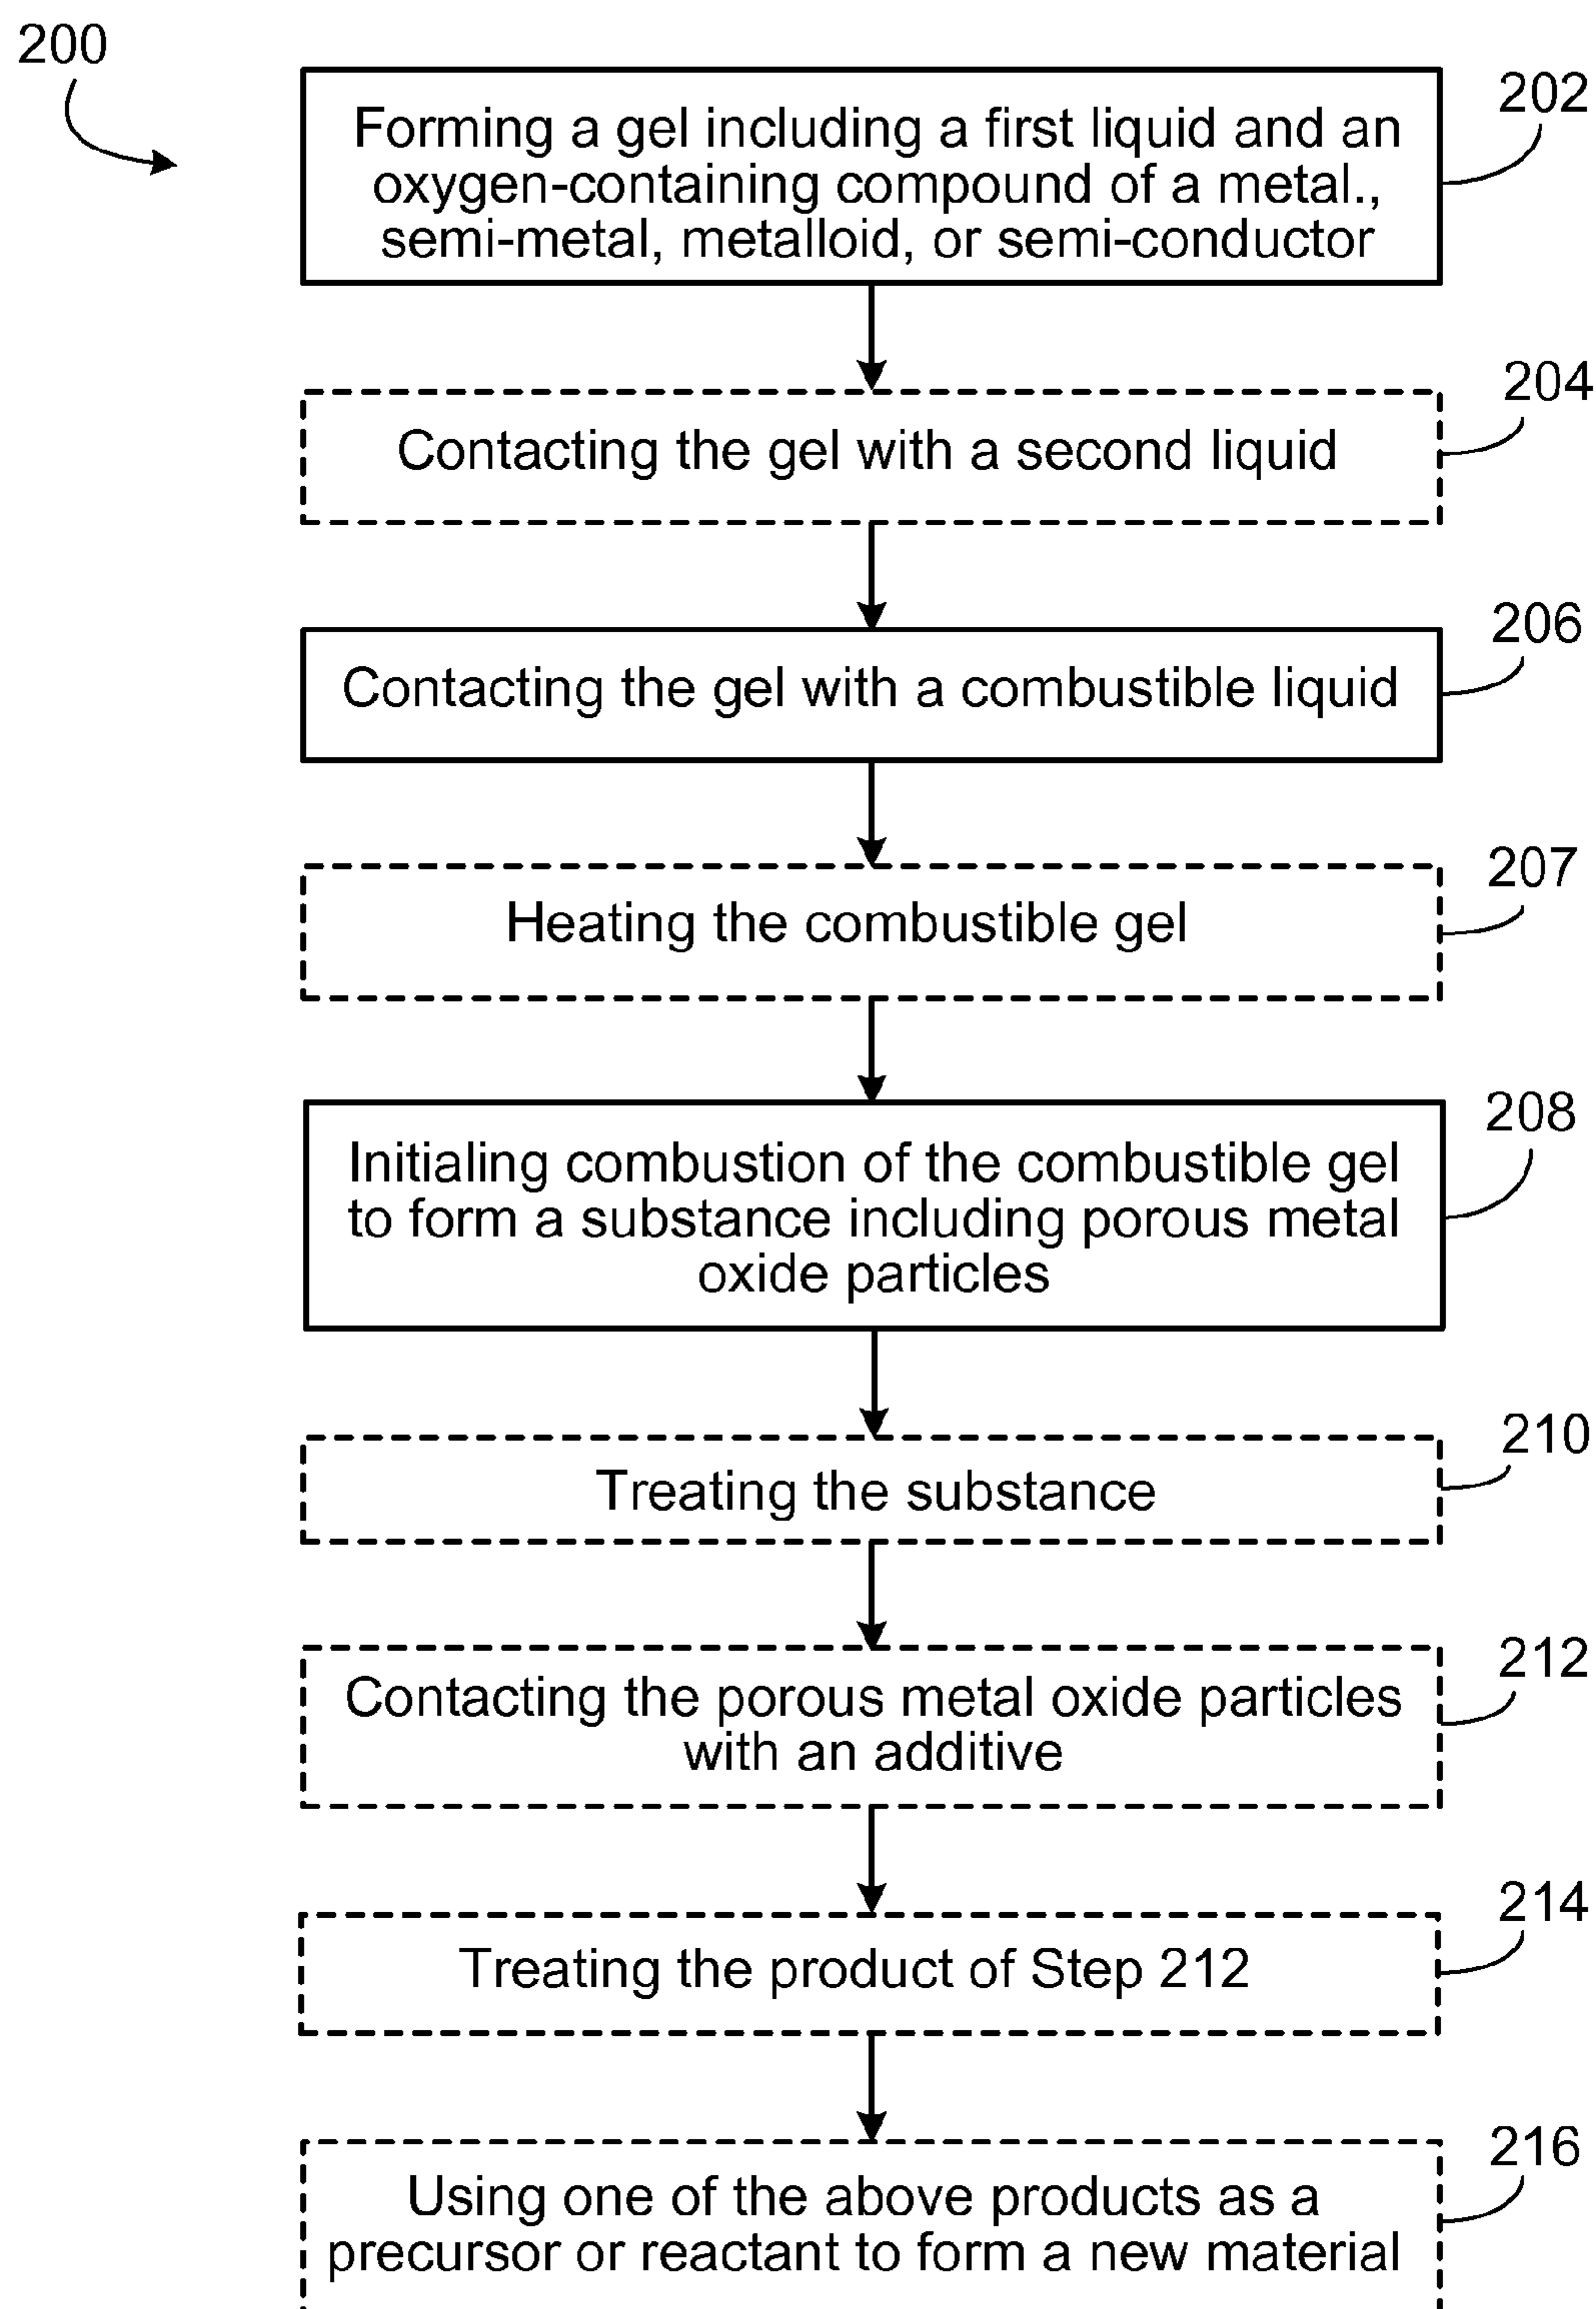 200
202
Forming a gel including a first liquid and an
oxygen-containing compound of a metal.,
semi-metal, metalloid, or semi-conductor
204
Contacting the gel with a second liquid
206
Contacting the gel with a combustible liquid
207
Heating the combustible gel
208
Initialing combustion of the combustible gel
to form a substance including porous metal
oxide particles
210
Treating the substance
212
Contacting the porous metal oxide particles
with an additive
214
Treating the product of Step 212
216
Using one of the above products as a
precursor or reactant to form a new material